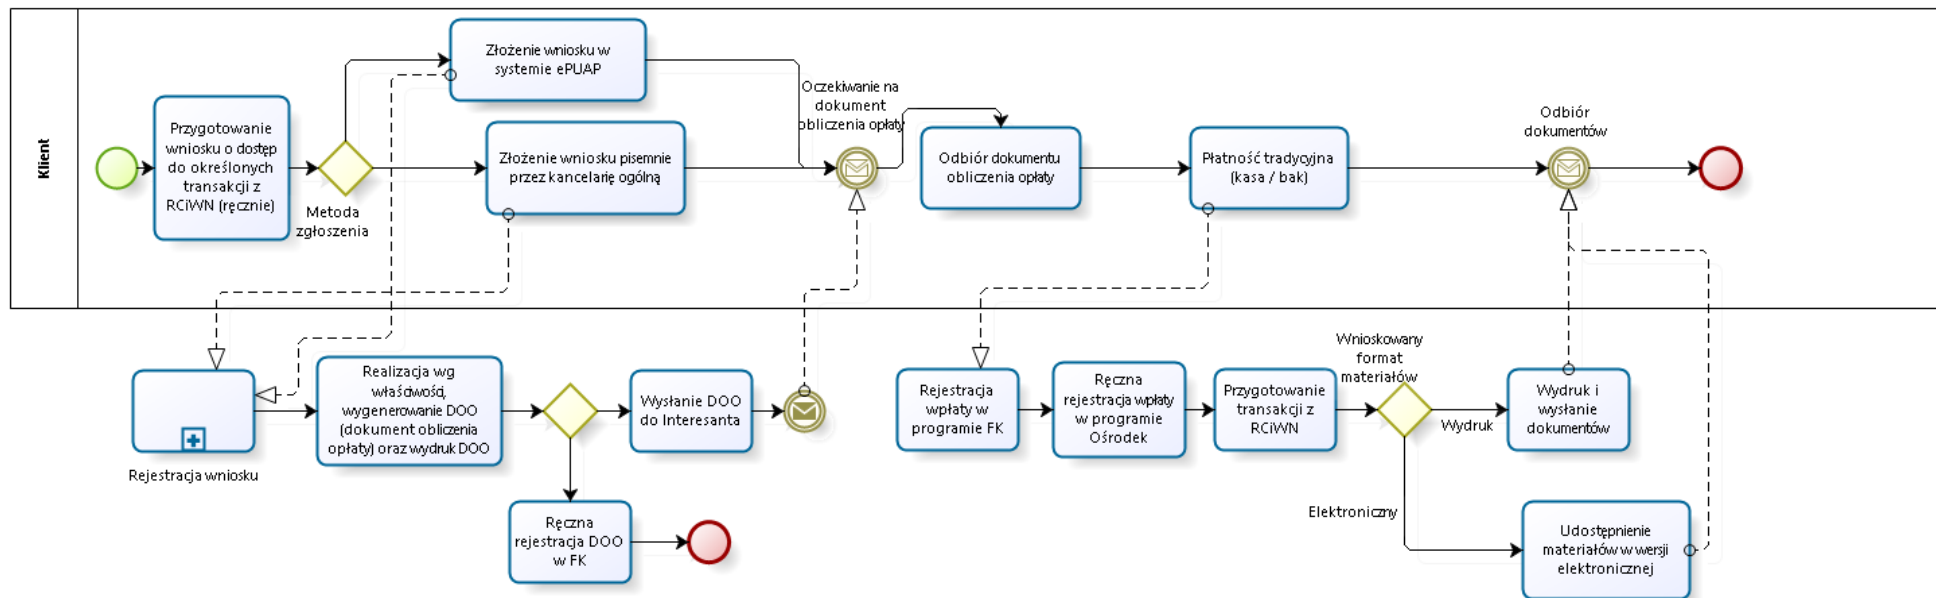 Klient
Przygotowanie
wniosku o dostęp
do określonych
transakcji z
RCiWN (ręcznie)
Metoda
zgłoszenia
Złożenie wniosku w
systemie ePUAP
Złożenie wniosku pisemnie
przez kancelarię ogólną
Oczekiwanie na
dokument
obliczenia opłaty
Odbiór dokumentu
obliczenia opłaty
Płatność tradycyjna
(kasa / bak)
Odbiór
dokumentów
Rejestracja wniosku
Realizacja wg
właściwości,
wygenerowanie DOO
(dokument obliczenia
opłaty) oraz wydruk DOO
Wysłanie DOO
do Interesanta
Ręczna
rejestracja DOO
w FK
Rejestracja
wpłaty w
programie FK
Ręczna
rejestracja wpłaty
w programie
Ośrodek
Przygotowanie
transakcji z
RCiWN
Wnioskowany
format
materiałów
Wydruk
Wydruk i
wysłanie
dokumentów
Elektroniczny
Udostępnienie
materiałów w wersji
elektronicznej